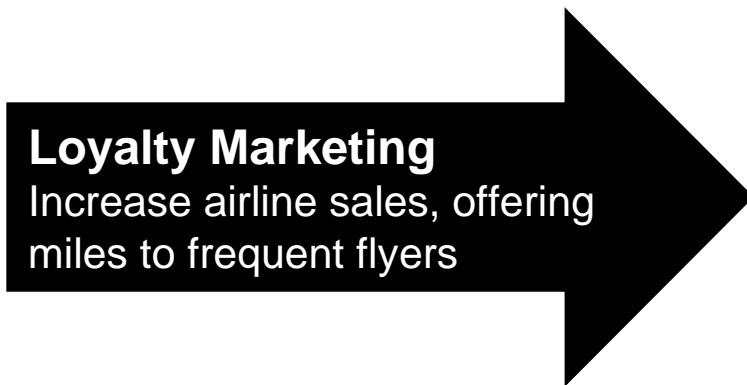 Loyalty Marketing
Increase airline sales, offering
miles to frequent flyers